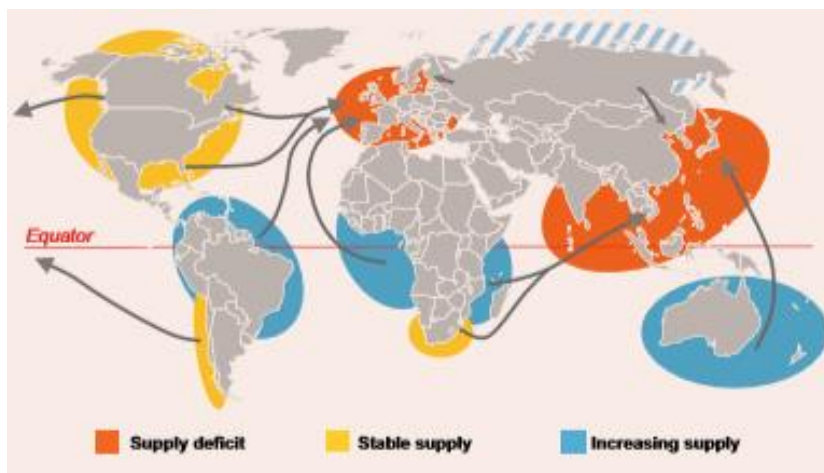 Equator
Supply deficit
Stable supply
Increasing supply